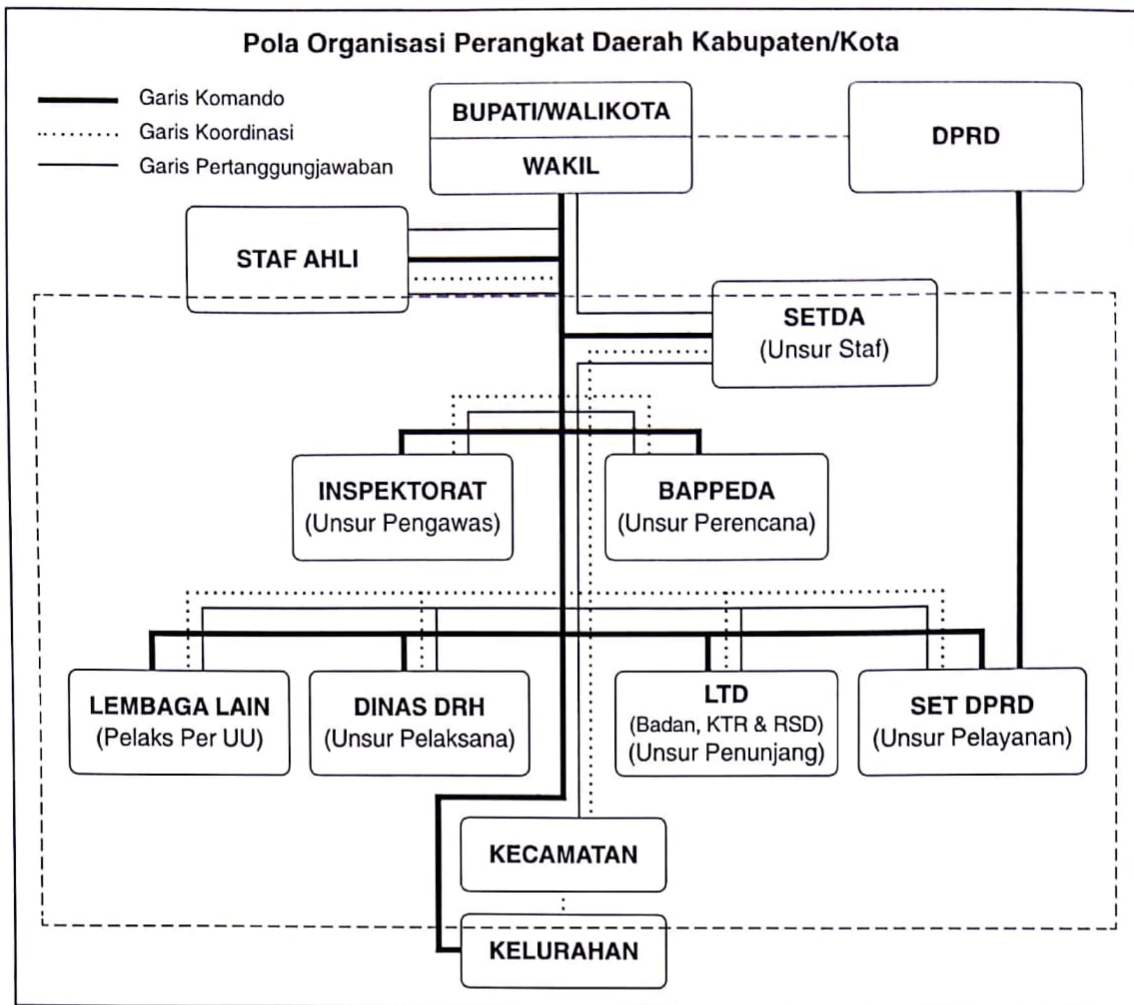 Pola Organisasi Perangkat Daerah Kabupaten/Kota
Garis Komando
Garis Koordinasi
Garis Pertanggungjawaban
BUPATI/WALIKOTA
WAKIL
DPRD
STAF AHLI
SETDA
(Unsur Staf)
INSPEKTORAT
(Unsur Pengawas)
BAPPEDA
(Unsur Perencana)
LEMBAGA LAIN
(Pelaks Per UU)
DINAS DRH
(Unsur Pelaksana)
LTD
(Badan, KTR & RSD)
(Unsur Penunjang)
SET DPRD
(Unsur Pelayanan)
KECAMATAN
KELURAHAN